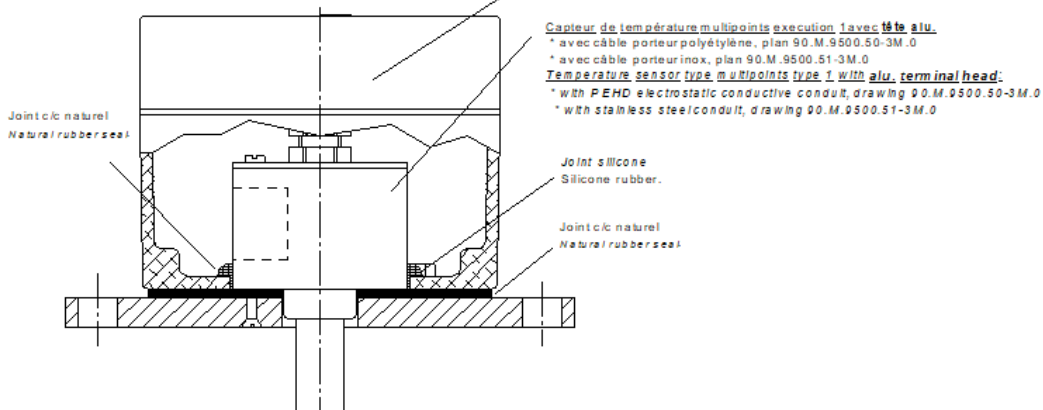 Capteur de température multipoints execution 1 avec tête alu.
* avec câble porteur polyétylène, plan 90.M.9500.50-3M.0
* avec câble porteur inox, plan 90.M.9500.51-3M.0
Temperature sensor type multipoints type 1 with alu. terminal head:
* with PEHD electrostatic conductive conduit, drawing 90.M.9500.50-3M.0
* with stainless steel conduit, drawing 90.M.9500.51-3M.0
Joint c/c naturel
Natural rubber seal
Joint silicone
Silicone rubber.
Joint c/c naturel
Natural rubber seal